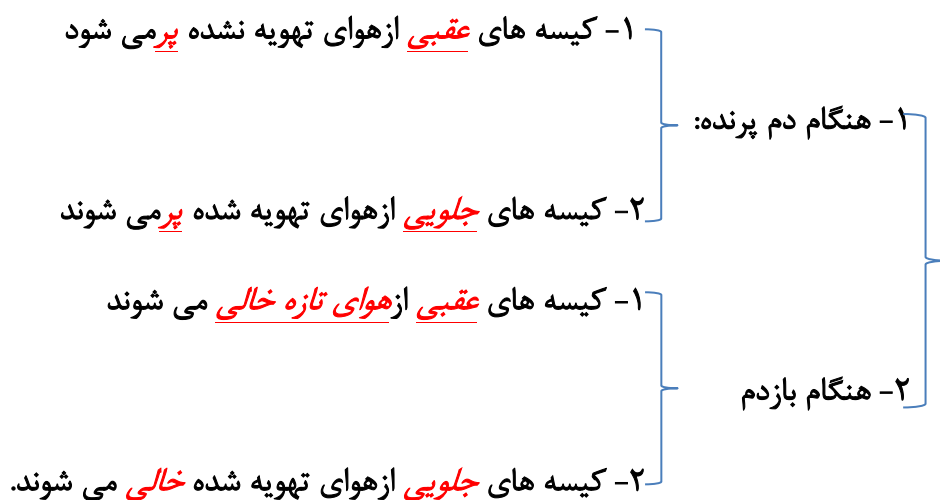 ۱- کیسه های عقبی ازهوای تهویه نشده پرمی شود
۱- هنگام دم پرنده:
۲- کیسه های جلویی ازهوای تهویه شده پرمی شوند
۱- کیسه های عقبی ازهوای تازه خالی می شوند
۲- هنگام بازدم
۲- کیسه های جلویی ازهوای تهویه شده خالی می شوند.